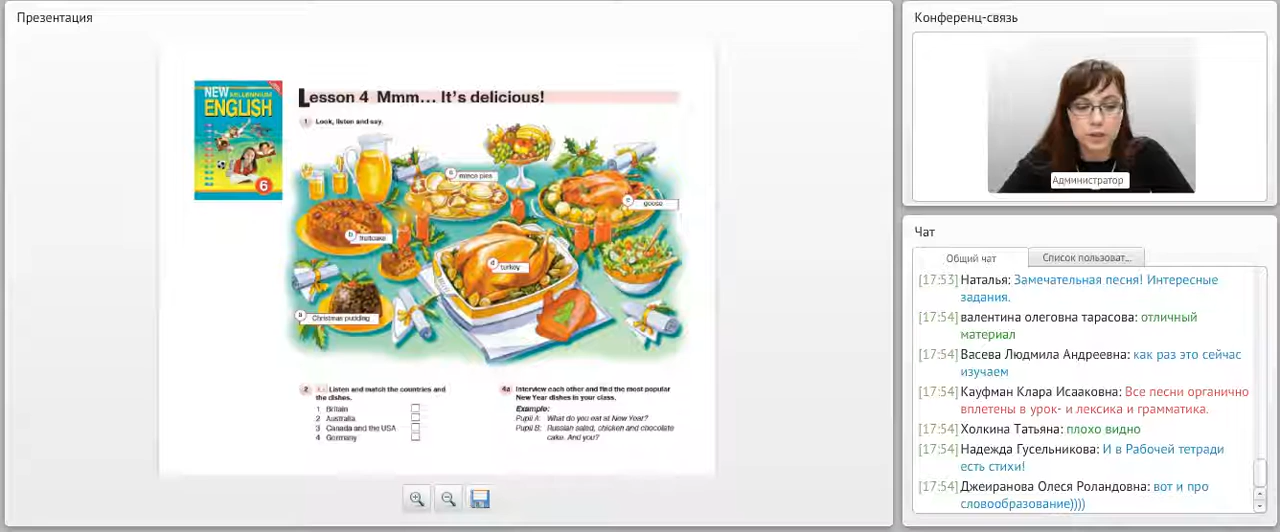 Презентация
NEW MILLENNIUM
ENGLISH
6
Lesson 4 Mmm... It's delicious!
1 Look, listen and say.
mince pies
c goose
b fruitcake
d turkey
a Christmas pudding
2 Listen and match the countries and
the dishes.
1 Britain
2 Australia
3 Canada and the USA
4 Germany
4a Interview each other and find the most popular
New Year dishes in your class.
Example:
Pupil A: What do you eat at New Year?
Pupil B: Russian salad, chicken and chocolate
cake. And you?
Конференц-связь
Администратор
Чат
Общий чат
Список пользоват...
[17:53] Наталья: Замечательная песня! Интересные
задания.
[17:54] валентина олеговна тарасова: отличный
материал
[17:54] Васева Людмила Андреевна: как раз это сейчас
изучаем
[17:54] Кауфман Клара Исааковна: Все песни органично
вплетены в урок- и лексика и грамматика.
[17:54] Холкина Татьяна: плохо видно
[17:54] Надежда Гусельникова: И в Рабочей тетради
есть стихи!
[17:54] Джеиранова Олеся Роландовна: вот и про
словообразование))))